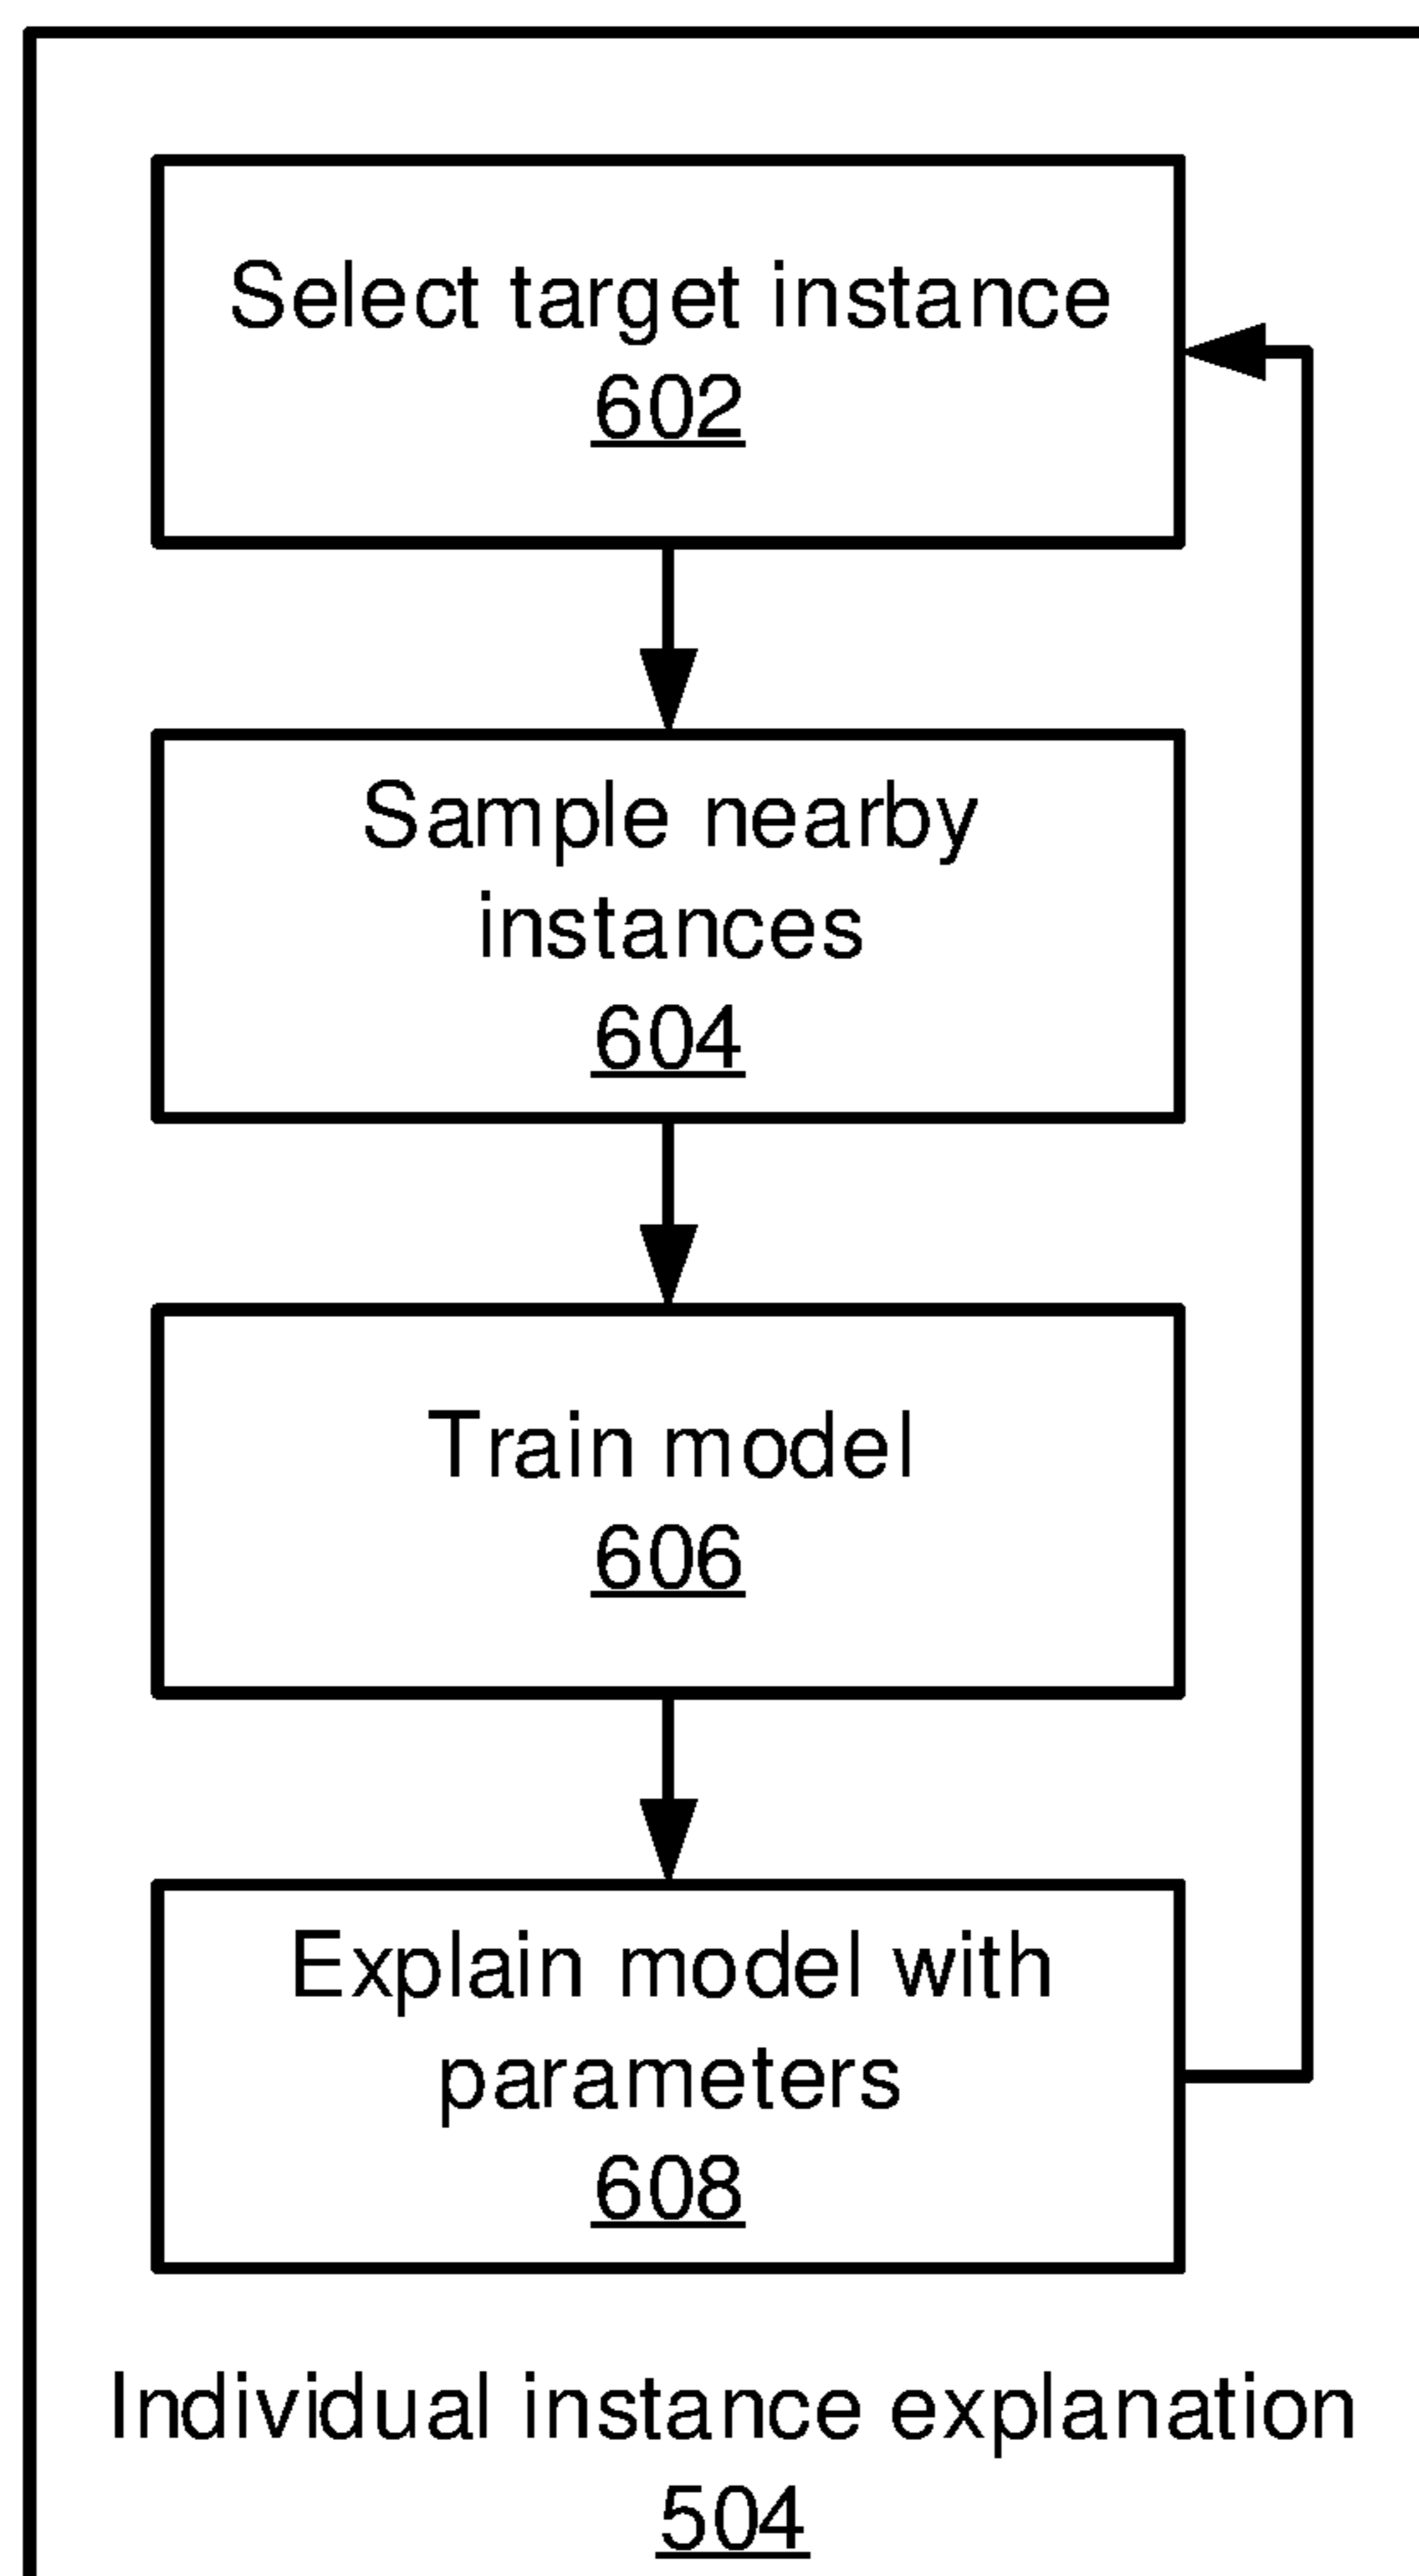 Select target instance
602
Sample nearby
instances
604
Train model
606
Explain model with
parameters
608
Individual instance explanation
504